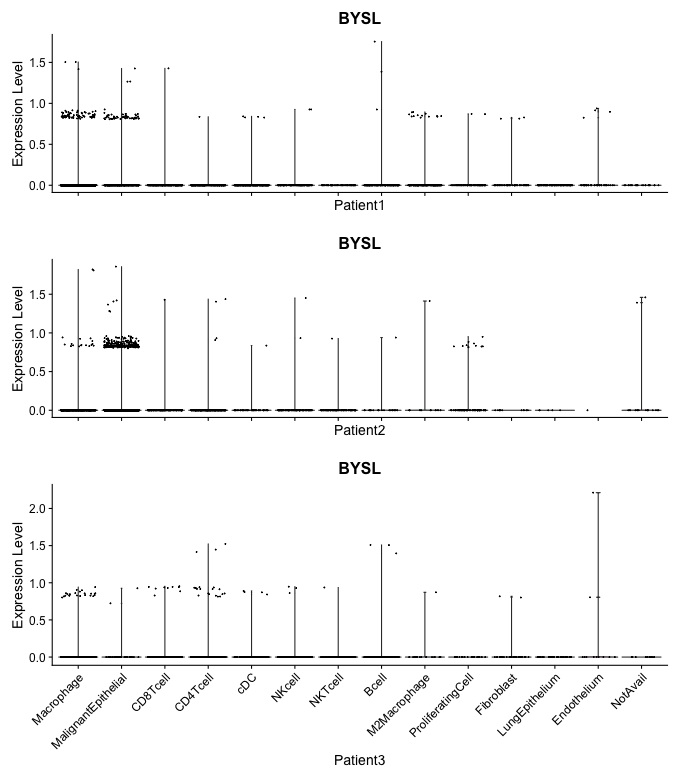 BYSL
Expression Level
1.5
1.0
0.5
0.0
Patient1
BYSL
Expression Level
1.5
1.0
0.5
0.0
Patient2
BYSL
Expression Level
2.0
1.5
1.0
0.5
0.0
Macrophage
MalignantEpithelial
CD8Tcell
CD4Tcell
cDC
NKcell
NKTcell
Bcell
M2Macrophage
ProliferatingCell
Fibroblast
LungEpithelium
Endothelium
NotAvail
Patient3